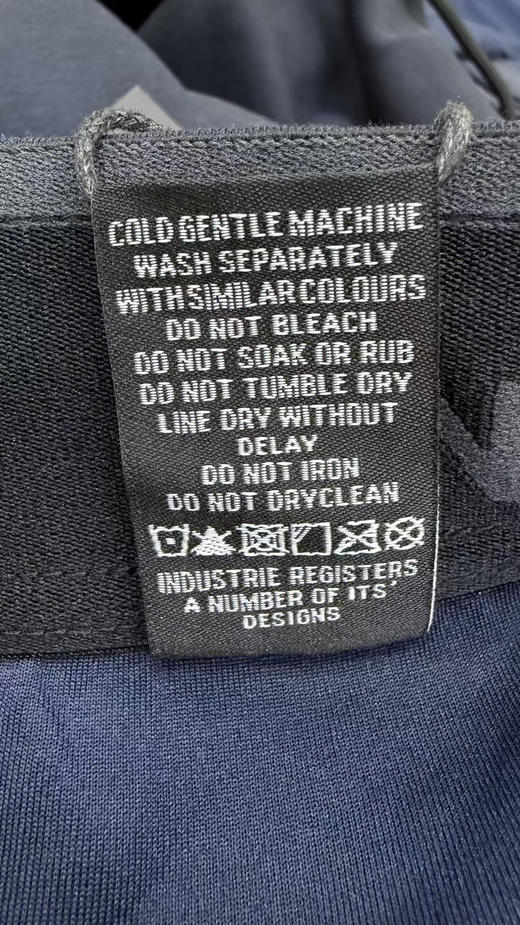 COLD GENTLE MACHINE
WASH SEPARATELY
WITH SIMILAR COLOURS
DO NOT BLEACH
DO NOT SOAK OR RUB
DO NOT TUMBLE DRY
LINE DRY WITHOUT
DELAY
DO NOT IRON
DO NOT DRYCLEAN
INDUSTRIE REGISTERS
A NUMBER OF ITS'
DESIGNS